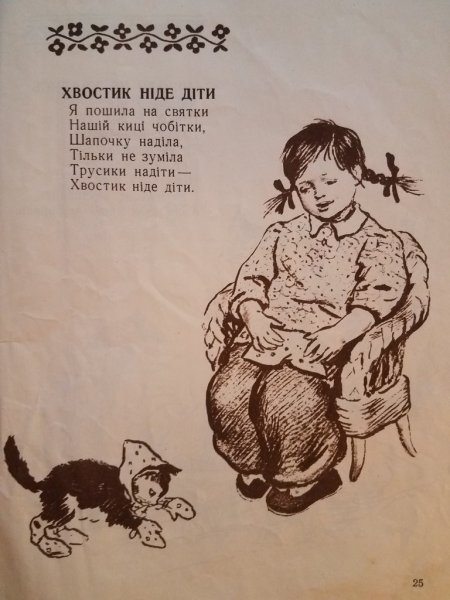 ХВОСТИК НІДЕ ДІТИ
Я пошила на святки
Нашій киці чобітки,
Шапочку наділа,
Тільки не зуміла
Трусики надіти —
Хвостик ніде діти.
25